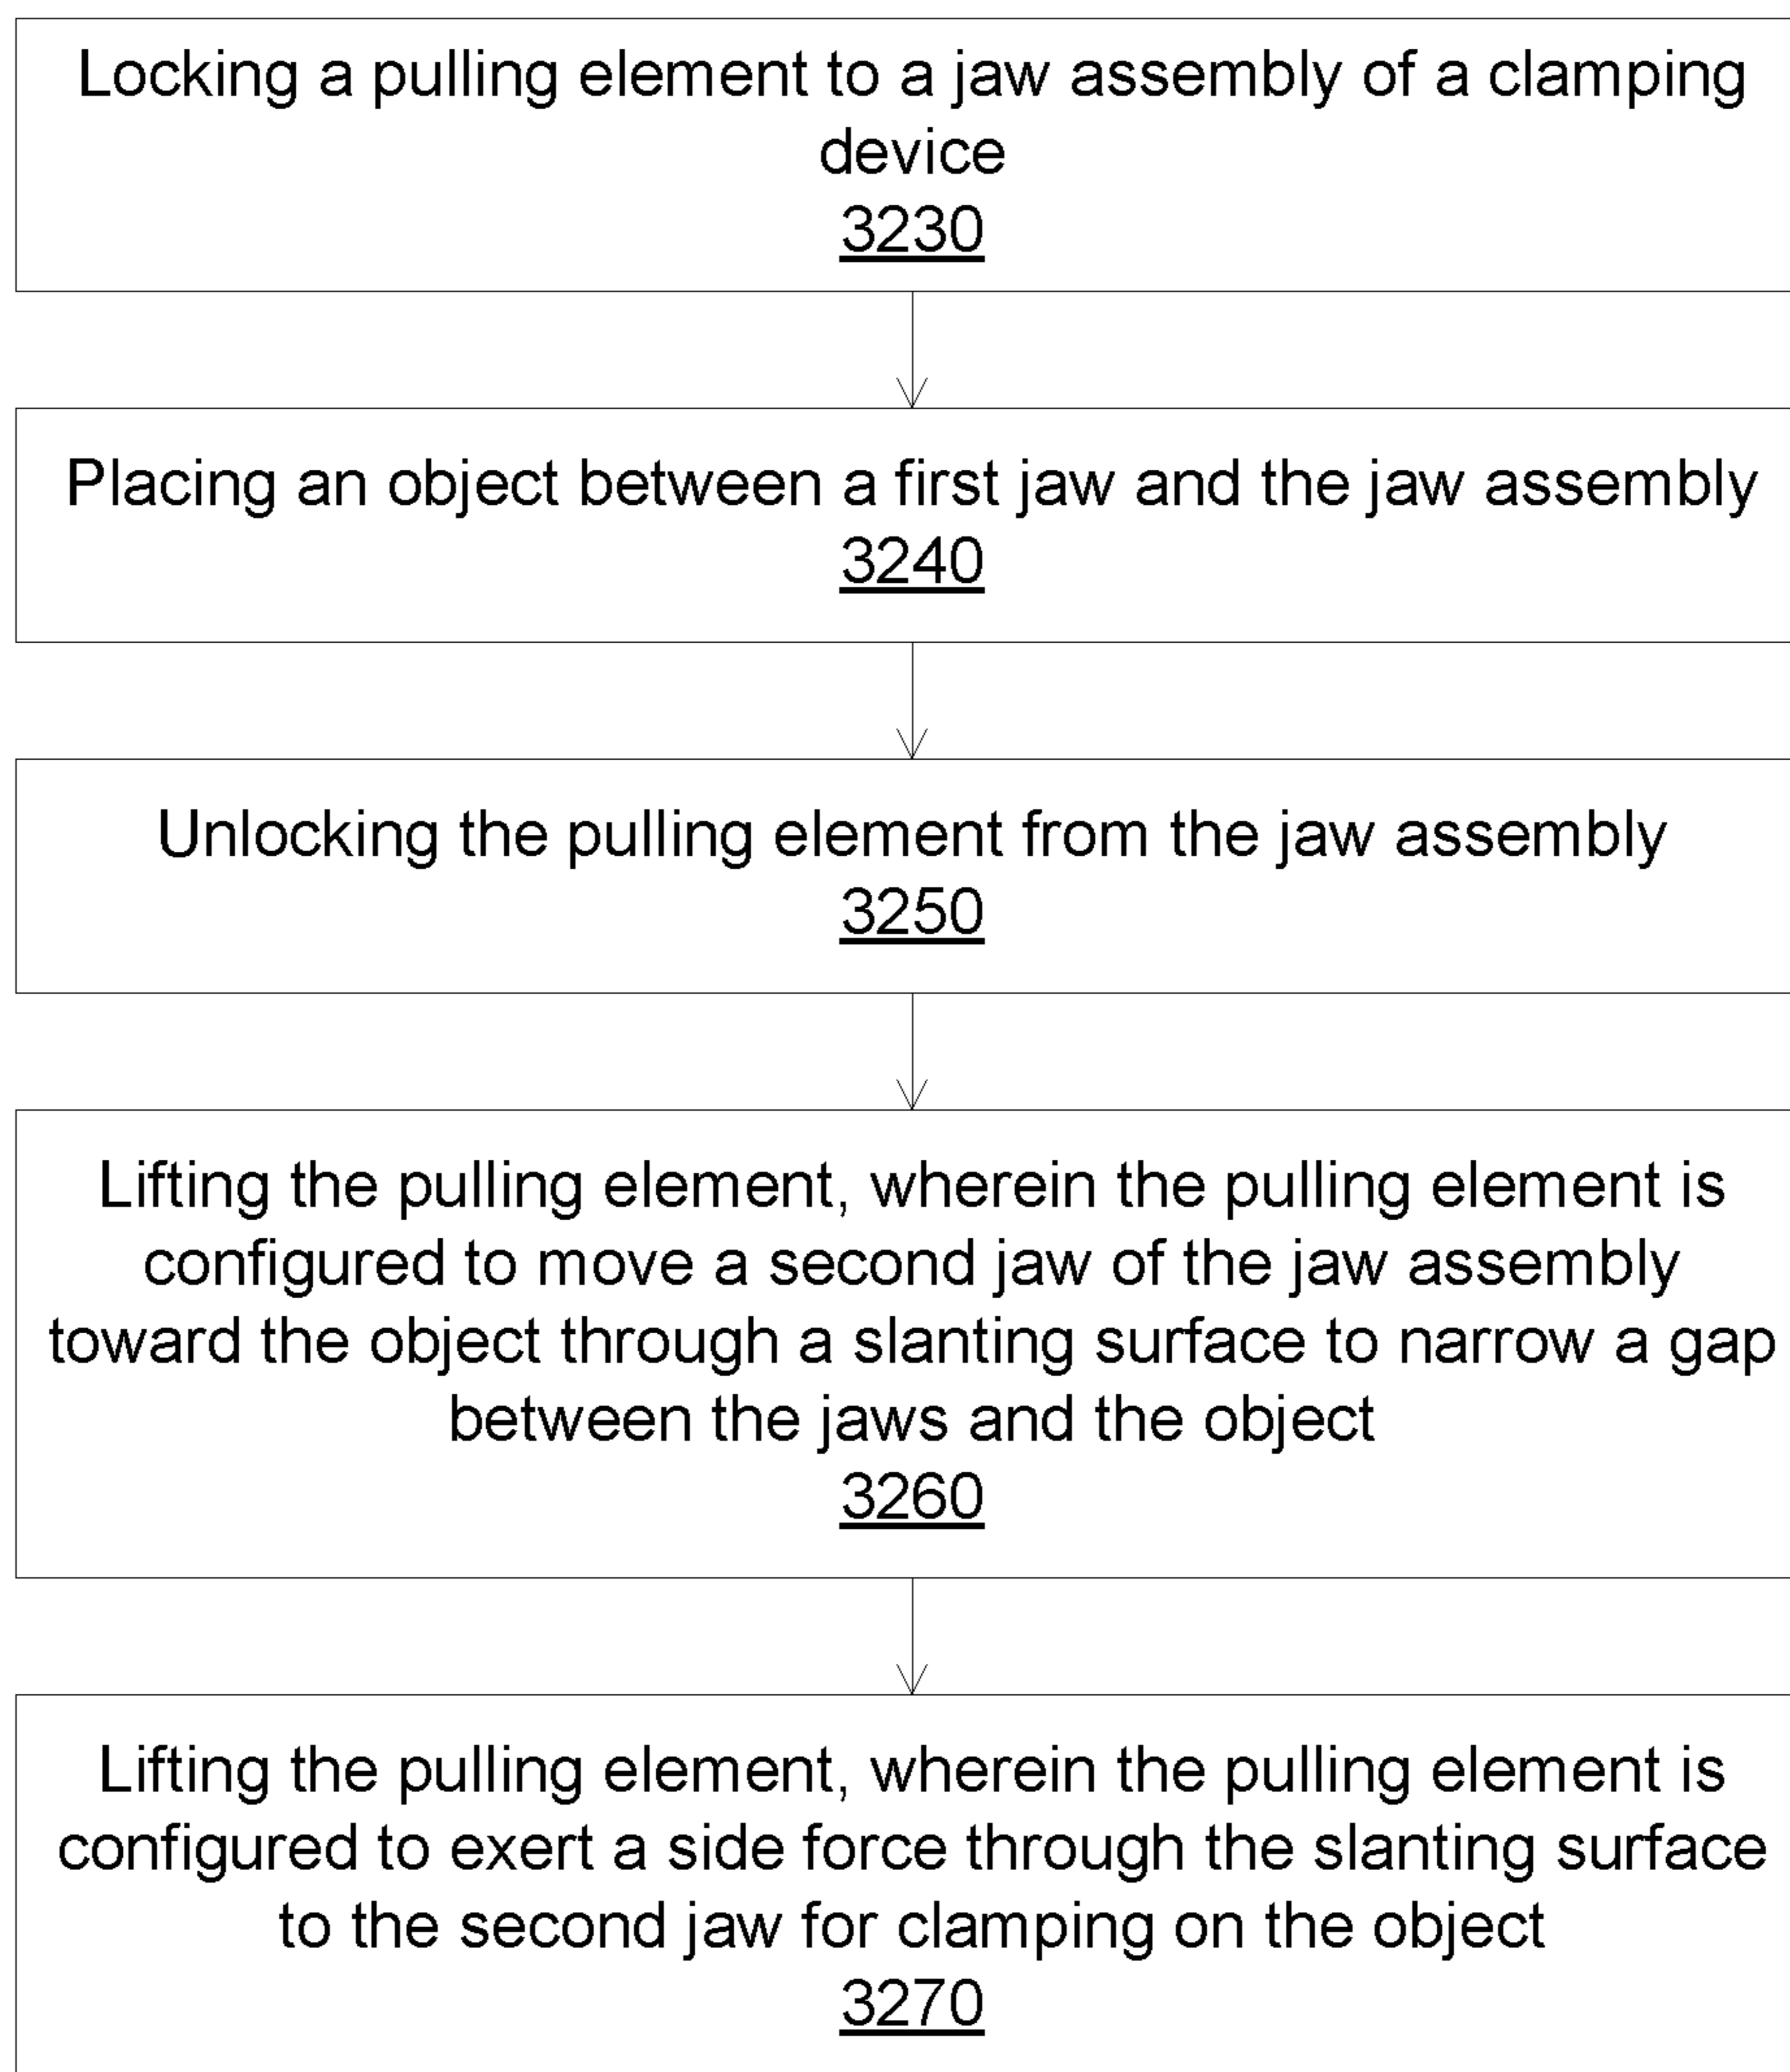 Locking a pulling element to a jaw assembly of a clamping
device
3230
Placing an object between a first jaw and the jaw assembly
3240
Unlocking the pulling element from the jaw assembly
3250
Lifting the pulling element, wherein the pulling element is
configured to move a second jaw of the jaw assembly
toward the object through a slanting surface to narrow a gap
between the jaws and the object
3260
Lifting the pulling element, wherein the pulling element is
configured to exert a side force through the slanting surface
to the second jaw for clamping on the object
3270